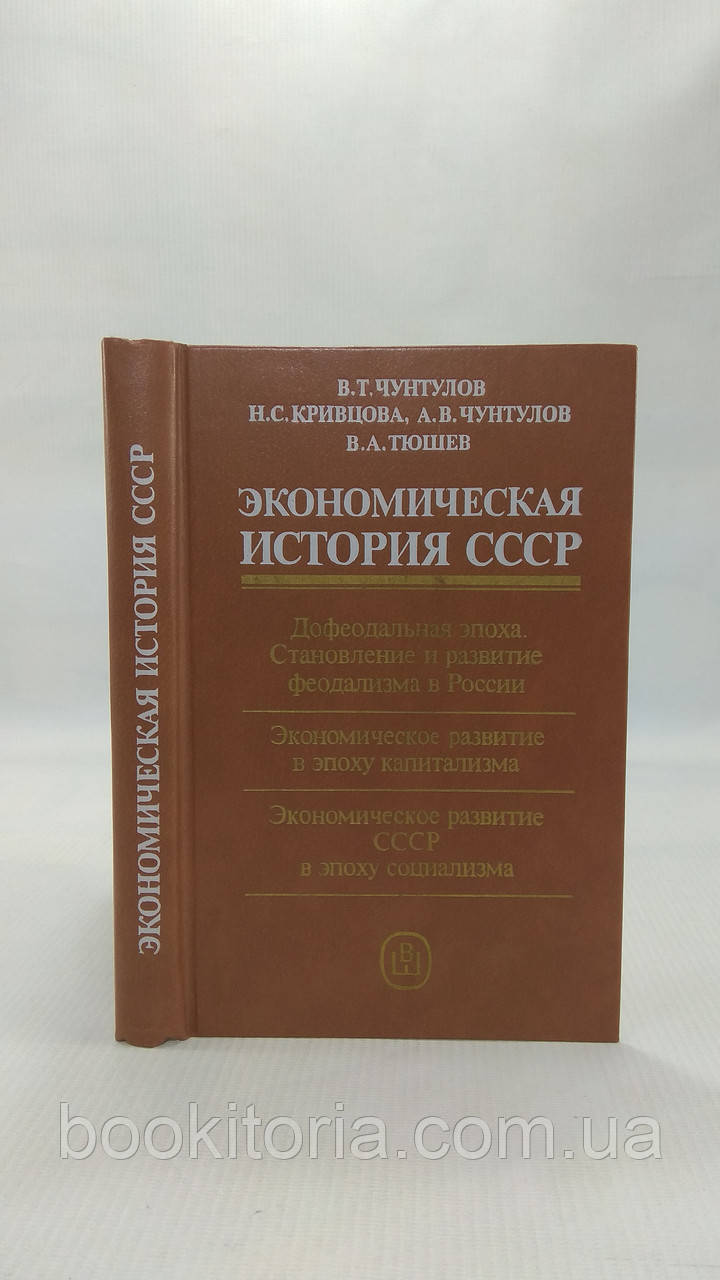 ЭКОНОМИЧЕСКАЯ ИСТОРИЯ СССР
В.Т.ЧУНТУЛОВ
Н.С.КРИВЦОВА, А.В.ЧУНТУЛОВ
В.А.ТЮШЕВ
ЭКОНОМИЧЕСКАЯ
ИСТОРИЯ СССР
Дофеодальная эпоха.
Становление и развитие
феодализма в России
Экономическое развитие
в эпоху капитализма
Экономическое развитие
СССР
в эпоху социализма
ВШ
bookitoria.com.ua